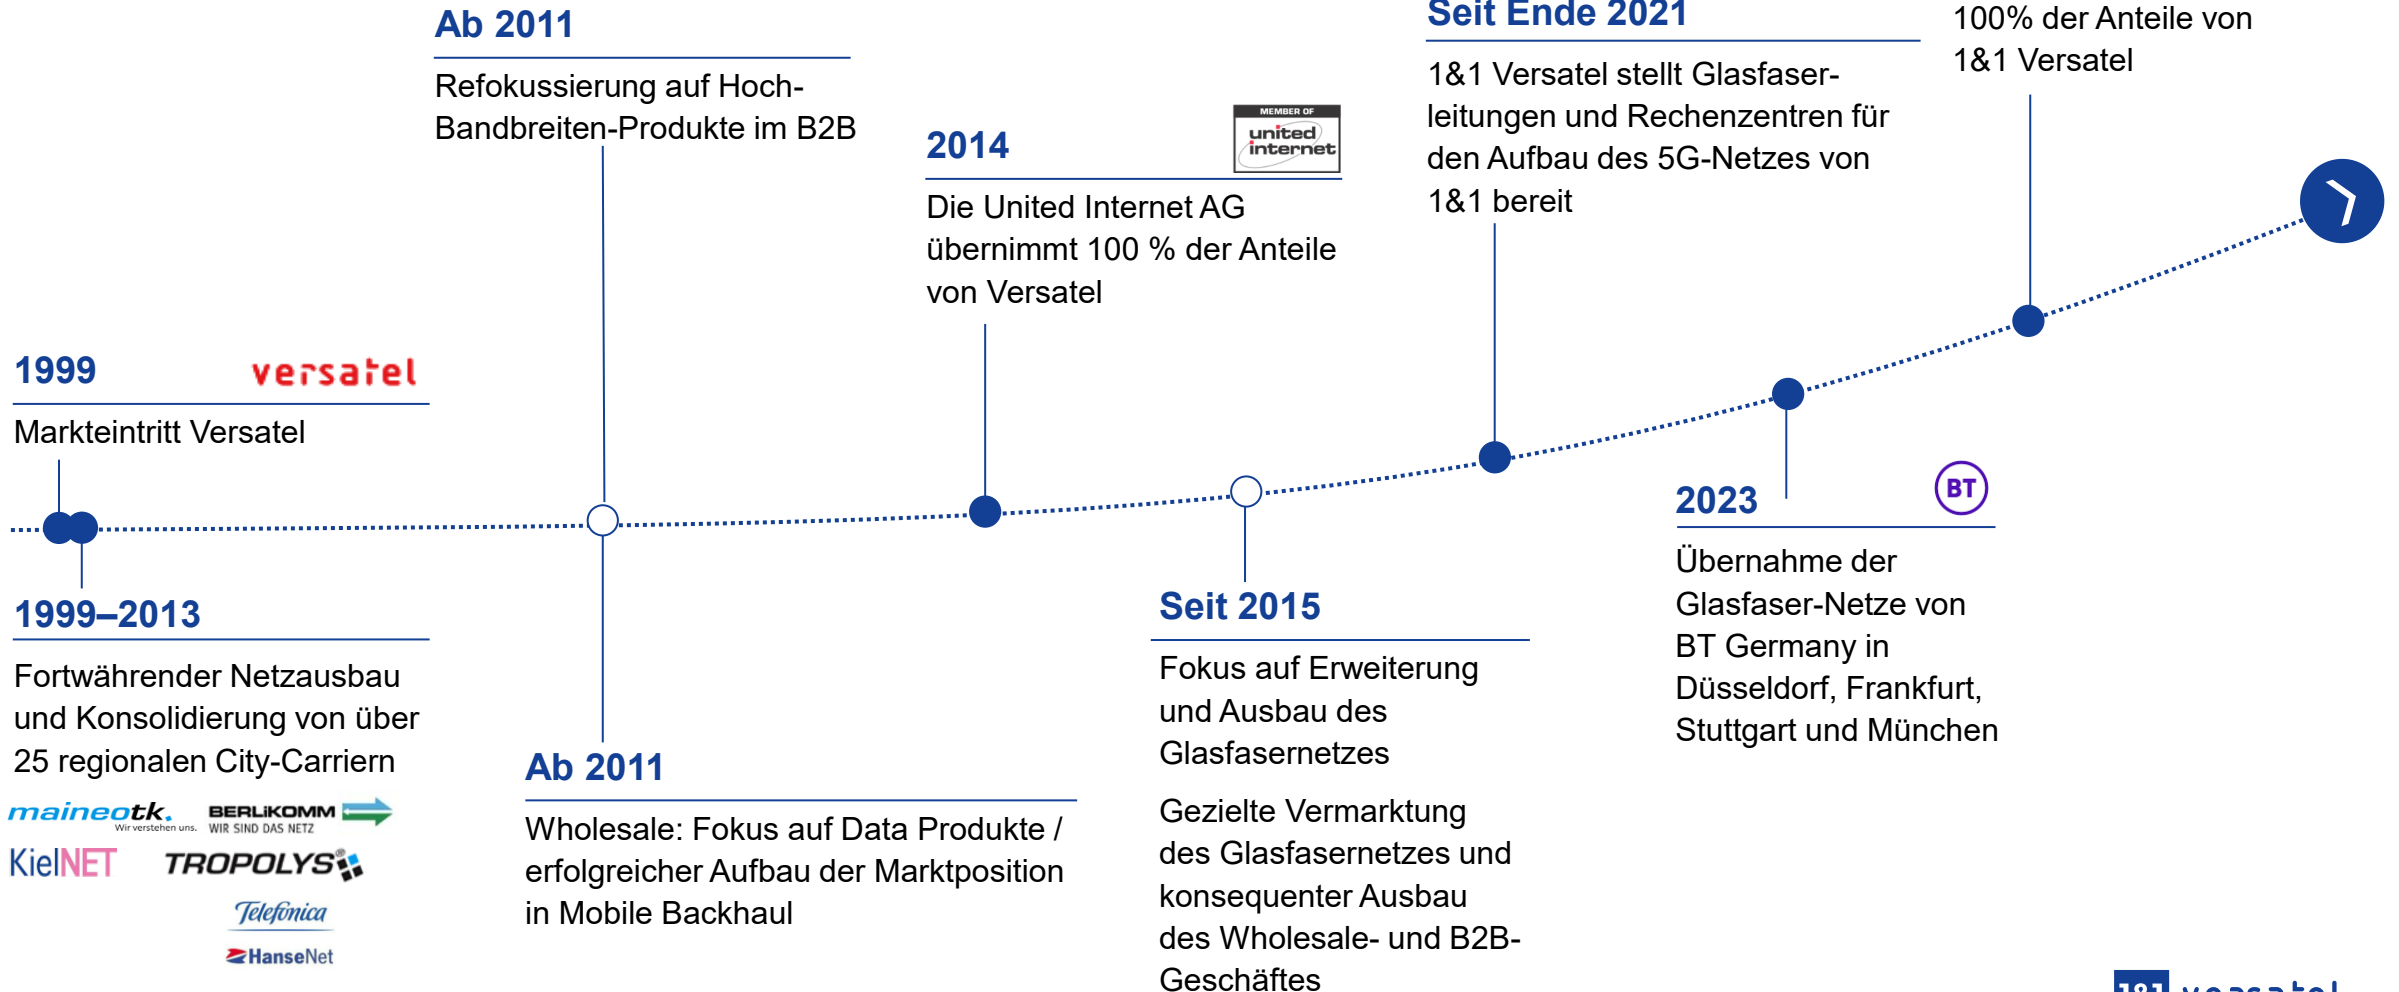 Ab 2011
Refokussierung auf Hoch-
Bandbreiten-Produkte im B2B
Seit Ende 2021
1&1 Versatel stellt Glasfaser-
leitungen und Rechenzentren für
den Aufbau des 5G-Netzes von
1&1 bereit
100% der Anteile von
1&1 Versatel
2014
MEMBER OF
united
internet
Die United Internet AG
übernimmt 100 % der Anteile
von Versatel
1999
versatel
Markteintritt Versatel
1999–2013
Fortwährender Netzausbau
und Konsolidierung von über
25 regionalen City-Carriern
maineotk.
Wir verstehen uns.
BERLiKOMM
WIR SIND DAS NETZ
KielNET
TROPOLYS®
Telefónica
HanseNet
Ab 2011
Wholesale: Fokus auf Data Produkte /
erfolgreicher Aufbau der Marktposition
in Mobile Backhaul
Seit 2015
Fokus auf Erweiterung
und Ausbau des
Glasfasernetzes
Gezielte Vermarktung
des Glasfasernetzes und
konsequenter Ausbau
des Wholesale- und B2B-
Geschäftes
2023
BT
Übernahme der
Glasfaser-Netze von
BT Germany in
Düsseldorf, Frankfurt,
Stuttgart und München
1&1 versatel